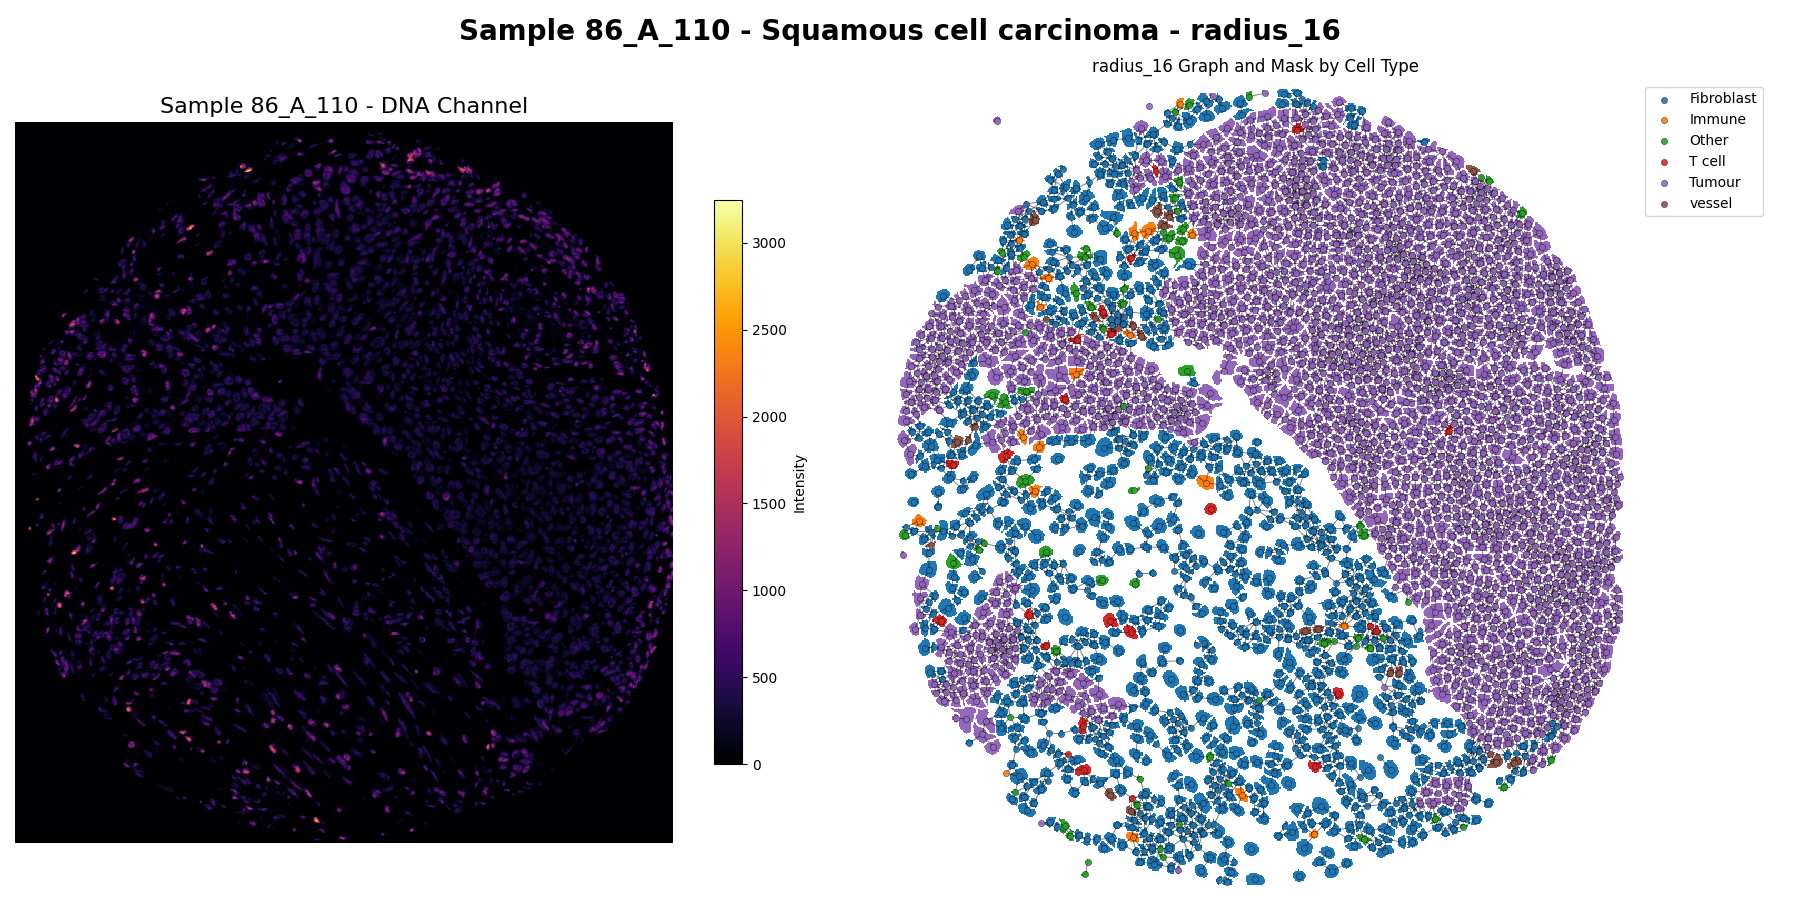 Sample 86_A_110 - Squamous cell carcinoma - radius_16
Sample 86_A_110 - DNA Channel
3000
2500
2000
1500
1000
500
0
Intensity
radius_16 Graph and Mask by Cell Type
Fibroblast
Immune
Other
T cell
Tumour
vessel